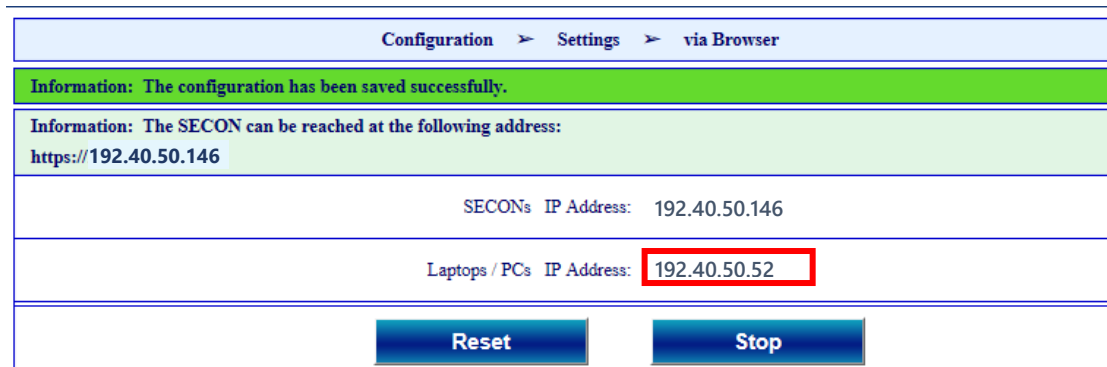 Configuration ➢ Settings ➢ via Browser
Information: The configuration has been saved successfully.
Information: The SECON can be reached at the following address:
https://192.40.50.146
SECONs IP Address: 192.40.50.146
Laptops / PCs IP Address: 192.40.50.52
Reset Stop